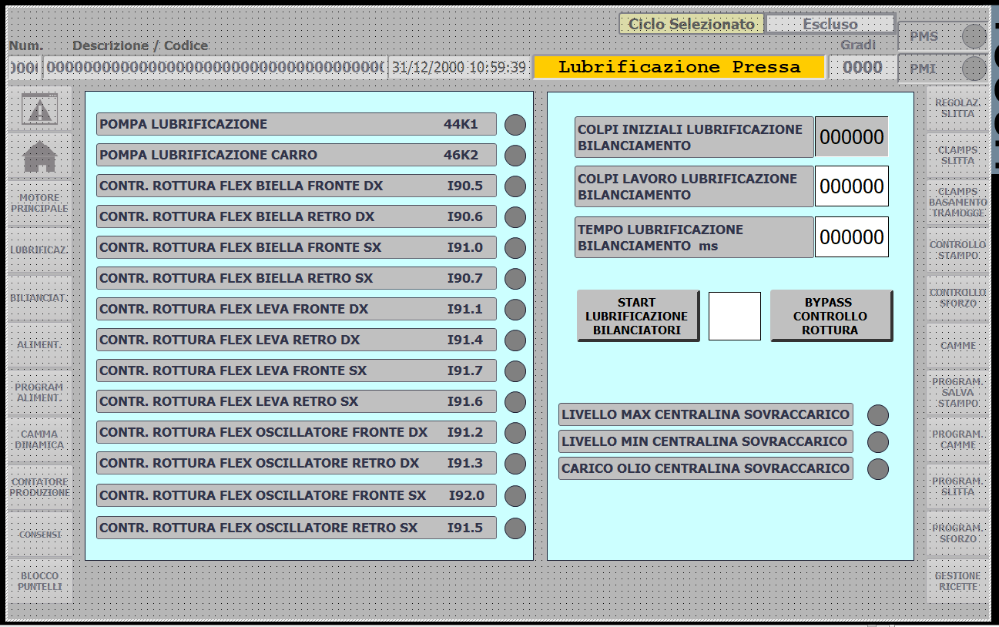 Ciclo Selezionato
Escluso
PMS
Num.
Descrizione / Codice
Gradi
0000000000000000000000000000000000000
31/12/2000 10:59:39
Lubrificazione Pressa
0000
PMI
MOTORE
PRINCIPALE
LUBRIFICAZ.
BILIANCIAT.
ALIMENT.
PROGRAM
ALIMENT.
CAMMA
DINAMICA
CONTATORE
PRODUZIONE
CONSENSI
BLOCCO
PUNTELLI
POMPA LUBRIFICAZIONE 44K1
POMPA LUBRIFICAZIONE CARRO 46K2
CONTR. ROTTURA FLEX BIELLA FRONTE DX I90.5
CONTR. ROTTURA FLEX BIELLA RETRO DX I90.6
CONTR. ROTTURA FLEX BIELLA FRONTE SX I91.0
CONTR. ROTTURA FLEX BIELLA RETRO SX I90.7
CONTR. ROTTURA FLEX LEVA FRONTE DX I91.1
CONTR. ROTTURA FLEX LEVA RETRO DX I91.4
CONTR. ROTTURA FLEX LEVA FRONTE SX I91.7
CONTR. ROTTURA FLEX LEVA RETRO SX I91.6
CONTR. ROTTURA FLEX OSCILLATORE FRONTE DX I91.2
CONTR. ROTTURA FLEX OSCILLATORE RETRO DX I91.3
CONTR. ROTTURA FLEX OSCILLATORE FRONTE SX I92.0
CONTR. ROTTURA FLEX OSCILLATORE RETRO SX I91.5
COLPI INIZIALI LUBRIFICAZIONE
BILANCIAMENTO
000000
COLPI LAVORO LUBRIFICAZIONE
BILANCIAMENTO
000000
TEMPO LUBRIFICAZIONE
BILANCIAMENTO ms
000000
START
LUBRIFICAZIONE
BILANCIATORI
BYPASS
CONTROLLO
ROTTURA
LIVELLO MAX CENTRALINA SOVRACCARICO
LIVELLO MIN CENTRALINA SOVRACCARICO
CARICO OLIO CENTRALINA SOVRACCARICO
REGOLAZ.
SLITTA
CLAMPS
SLITTA
CLAMPS
BASAMENTO
TRAMOGGE
CONTROLLO
STAMPO
CONTROLLO
SFORZO
CAMME
PROGRAM.
SALVA
STAMPO
PROGRAM.
CAMME
PROGRAM.
SLITTA
PROGRAM.
SFORZO
GESTIONE
RICETTE